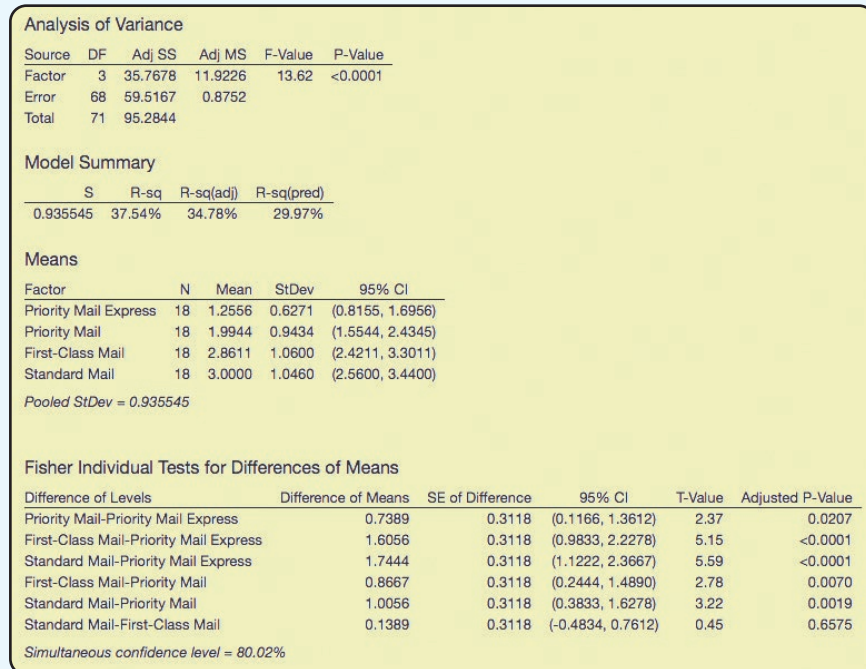 Analysis of Variance
Source DF Adj SS Adj MS F-Value P-Value
Factor 3 35.7678 11.9226 13.62 <0.0001
Error 68 59.5167 0.8752
Total 71 95.2844
Model Summary
S R-sq R-sq(adj) R-sq(pred)
0.935545 37.54% 34.78% 29.97%
Means
Factor N Mean StDev 95% CI
Priority Mail Express 18 1.2556 0.6271 (0.8155, 1.6956)
Priority Mail 18 1.9944 0.9434 (1.5544, 2.4345)
First-Class Mail 18 2.8611 1.0600 (2.4211, 3.3011)
Standard Mail 18 3.0000 1.0460 (2.5600, 3.4400)
Pooled StDev = 0.935545
Fisher Individual Tests for Differences of Means
Difference of Levels Difference of Means SE of Difference 95% CI T-Value Adjusted P-Value
Priority Mail-Priority Mail Express 0.7389 0.3118 (0.1166, 1.3612) 2.37 0.0207
First-Class Mail-Priority Mail Express 1.6056 0.3118 (0.9833, 2.2278) 5.15 <0.0001
Standard Mail-Priority Mail Express 1.7444 0.3118 (1.1222, 2.3667) 5.59 <0.0001
First-Class Mail-Priority Mail 0.8667 0.3118 (0.2444, 1.4890) 2.78 0.0070
Standard Mail-Priority Mail 1.0056 0.3118 (0.3833, 1.6278) 3.22 0.0019
Standard Mail-First-Class Mail 0.1389 0.3118 (-0.4834, 0.7612) 0.45 0.6575
Simultaneous confidence level = 80.02%